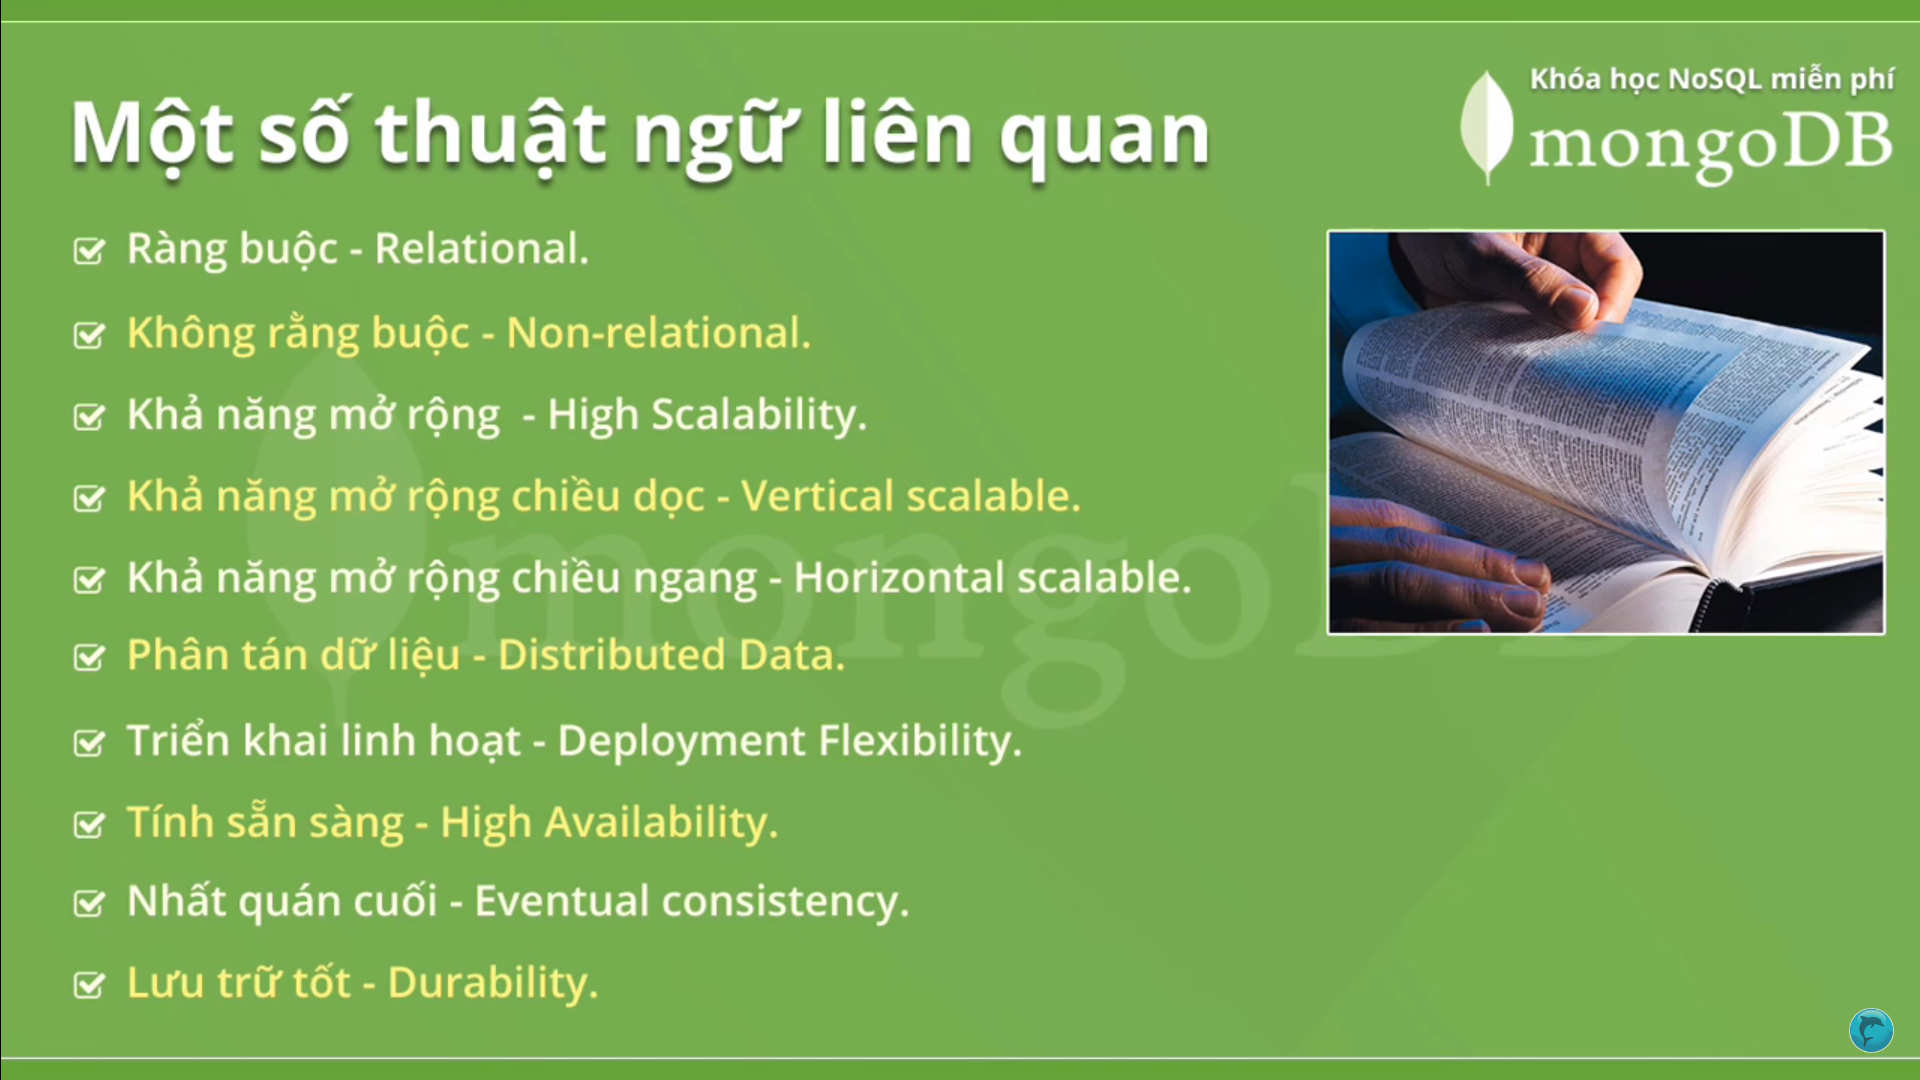 Khóa học NoSQL miễn phí
mongoDB
Một số thuật ngữ liên quan
Ràng buộc - Relational.
Không rằng buộc - Non-relational.
Khả năng mở rộng - High Scalability.
Khả năng mở rộng chiều dọc - Vertical scalable.
Khả năng mở rộng chiều ngang - Horizontal scalable.
Phân tán dữ liệu - Distributed Data.
Triển khai linh hoạt - Deployment Flexibility.
Tính sẵn sàng - High Availability.
Nhất quán cuối - Eventual consistency.
Lưu trữ tốt - Durability.
mongoDB